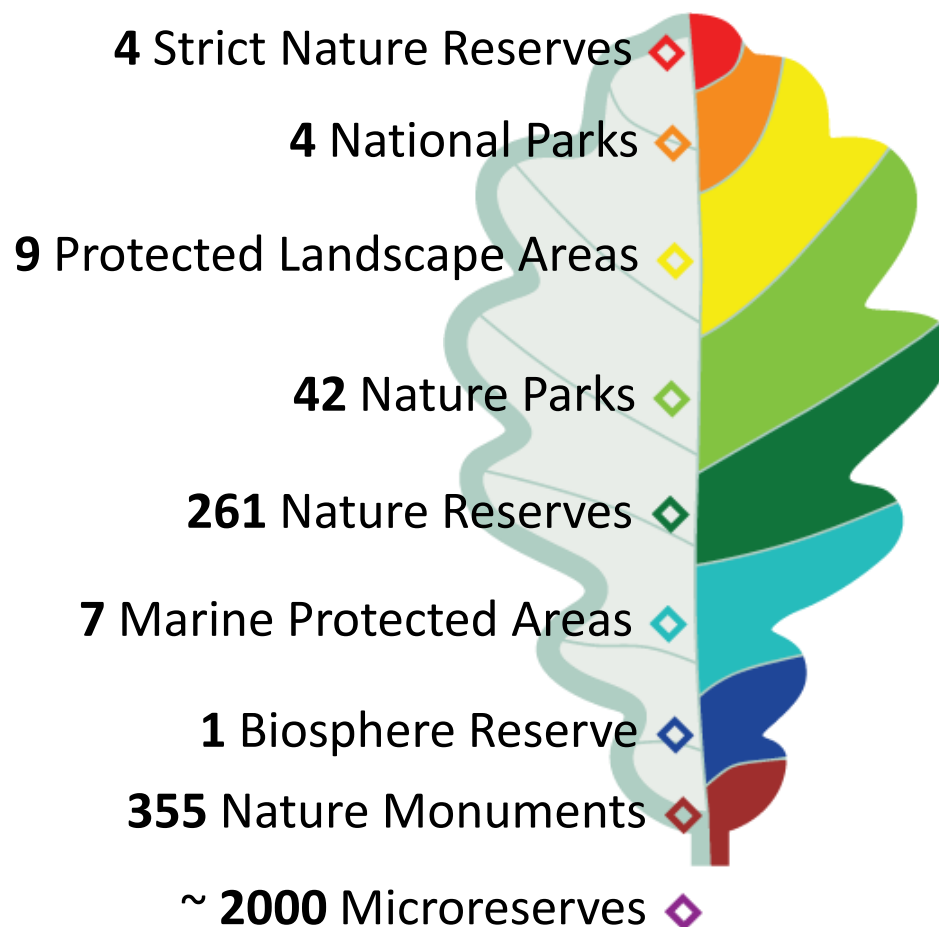 4 Strict Nature Reserves
4 National Parks
9 Protected Landscape Areas
42 Nature Parks
261 Nature Reserves
7 Marine Protected Areas
1 Biosphere Reserve
355 Nature Monuments
~ 2000 Microreserves